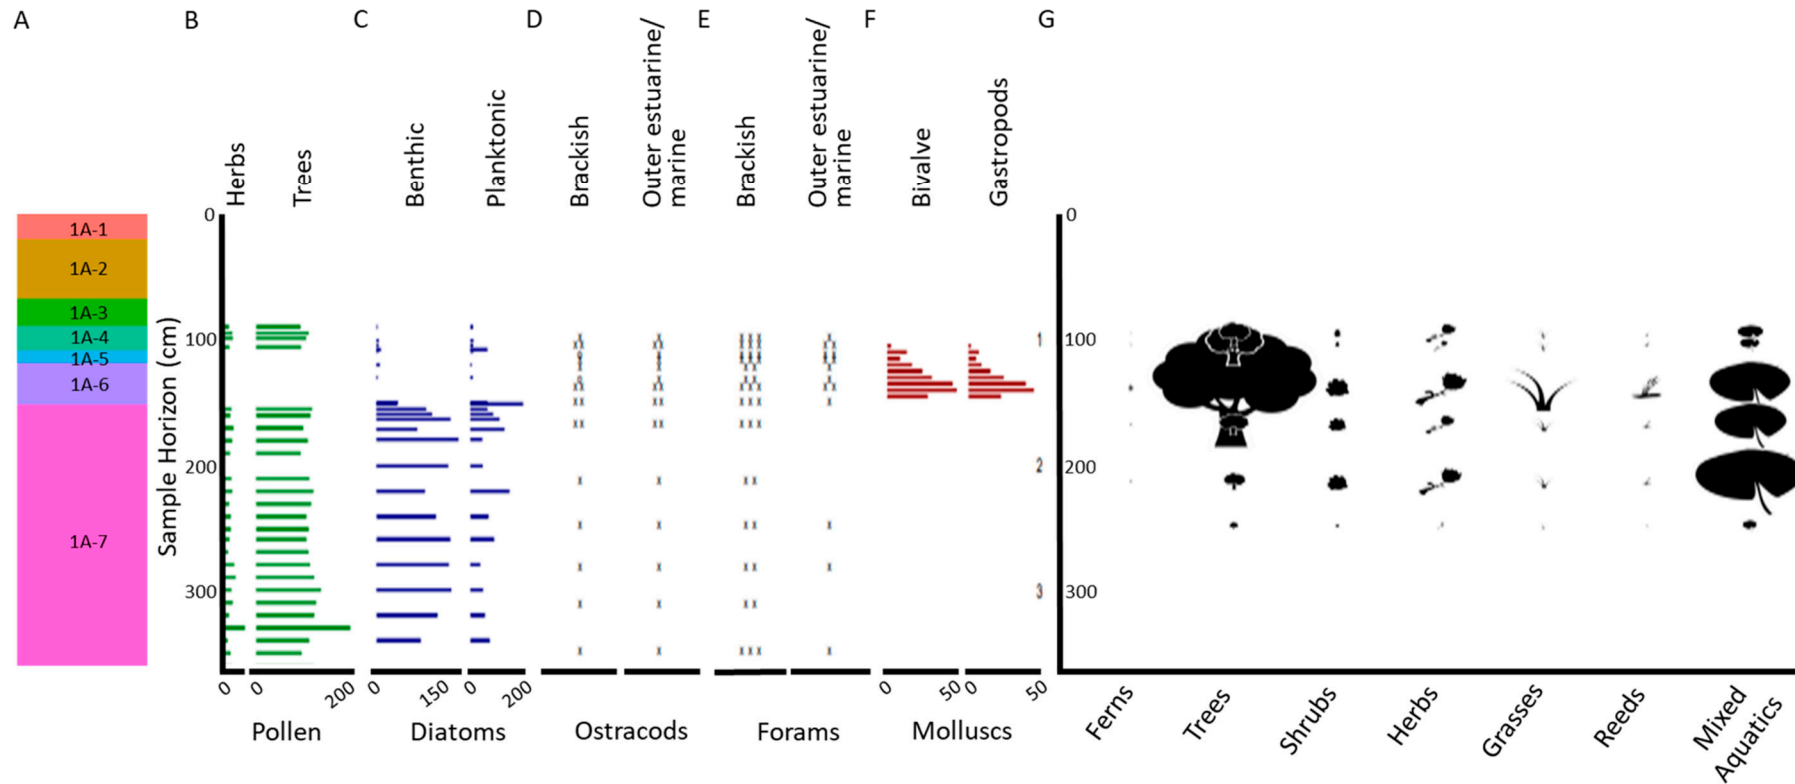 A
B
C
D
E
F
G
Herbs
Trees
Benthic
Planktonic
Brackish
Outer estuarine/
marine
Brackish
Outer estuarine/
marine
Bivalve
Gastropods
1A-1
1A-2
1A-3
1A-4
1A-5
1A-6
1A-7
Sample Horizon (cm)
0
100
200
300
1
2
3
0
100
200
300
0
0
200
0
150
0
200
0
50
0
50
Pollen
Diatoms
Ostracods
Forams
Molluscs
Ferns
Trees
Shrubs
Herbs
Grasses
Reeds
Mixed
Aquatics